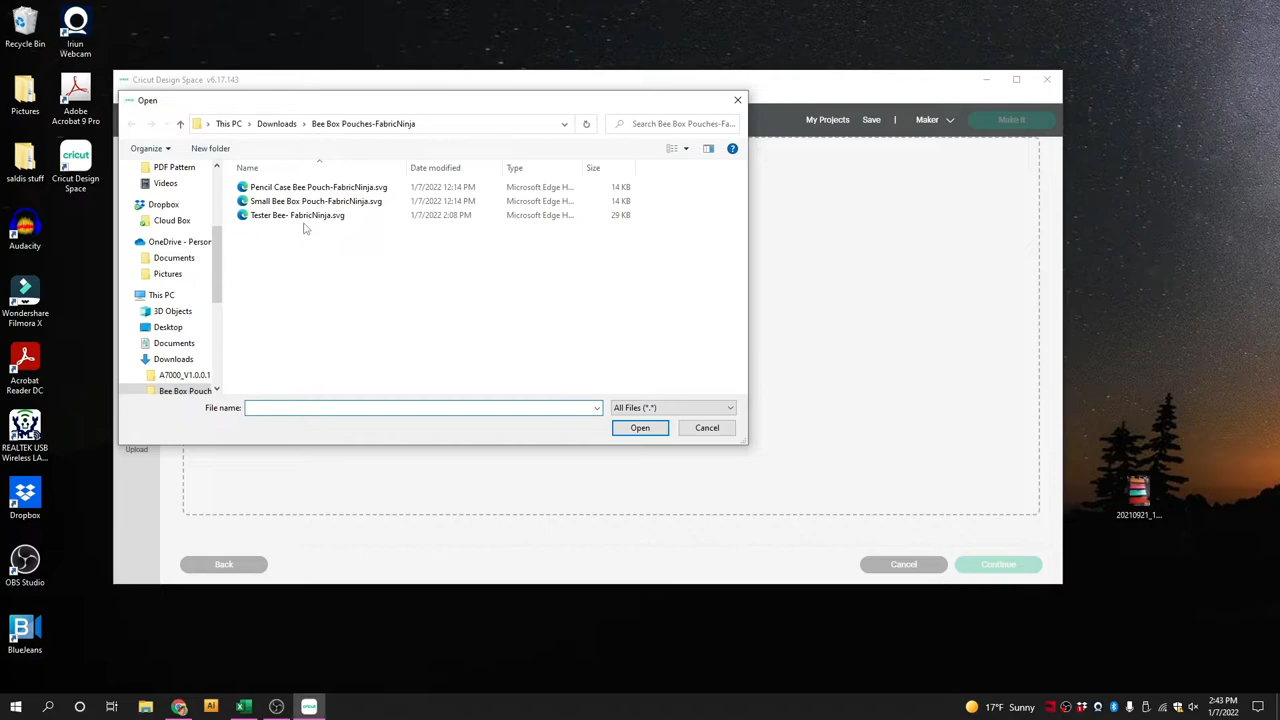 Recycle Bin
Iriun
Webcam
Pictures
Adobe
Acrobat 9 Pro
saldis stuff
cricut
Cricut Design
Space
Audacity
Wondershare
Filmora X
Acrobat
Reader DC
REALTEK USB
Wireless LA...
Dropbox
OBS Studio
BlueJeans
Cricut Design Space v6.17.143
My Projects Save | Maker Make It
Open
This PC > Downloads > Bee Box Pouches-FabricNinja
Search Bee Box Pouches-Fa...
Organize New folder
PDF Pattern
Videos
Dropbox
Cloud Box
OneDrive - Person
Documents
Pictures
This PC
3D Objects
Desktop
Documents
Downloads
A7000_V1.0.0.1
Bee Box Pouch
Name Date modified Type Size
Pencil Case Bee Pouch-FabricNinja.svg 1/7/2022 12:14 PM Microsoft Edge H... 14 KB
Small Bee Box Pouch-FabricNinja.svg 1/7/2022 12:14 PM Microsoft Edge H... 14 KB
Tester Bee- FabricNinja.svg 1/7/2022 2:08 PM Microsoft Edge H... 29 KB
File name: All Files (*.*)
Open Cancel
Upload
Back Cancel Continue
20210921_1...
Ai
cricut
17°F Sunny
2:43 PM
1/7/2022